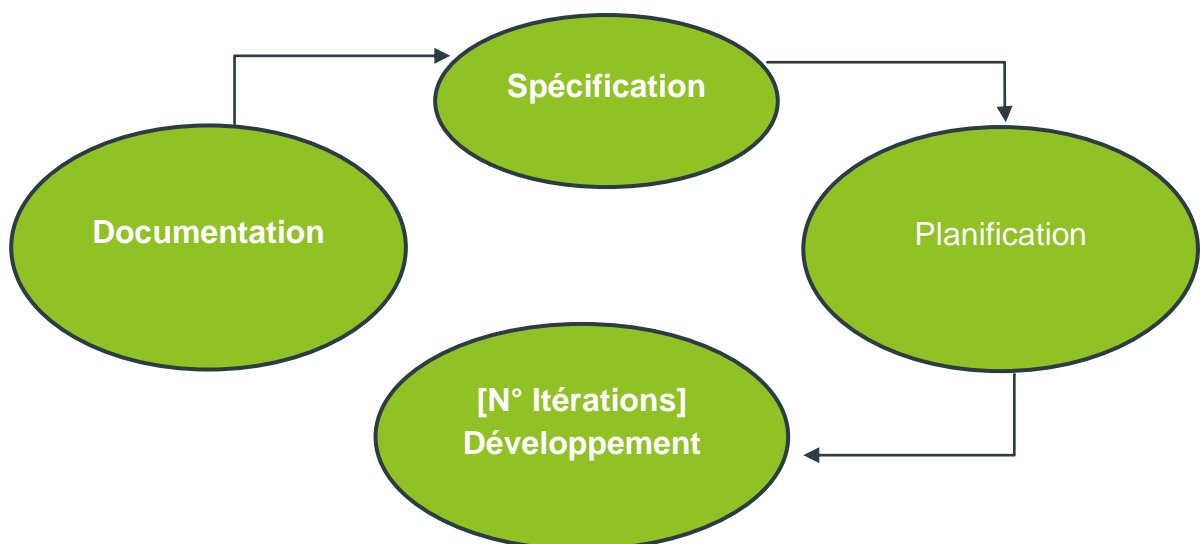 Spécification
Documentation
Planification
[N° Itérations]
Développement